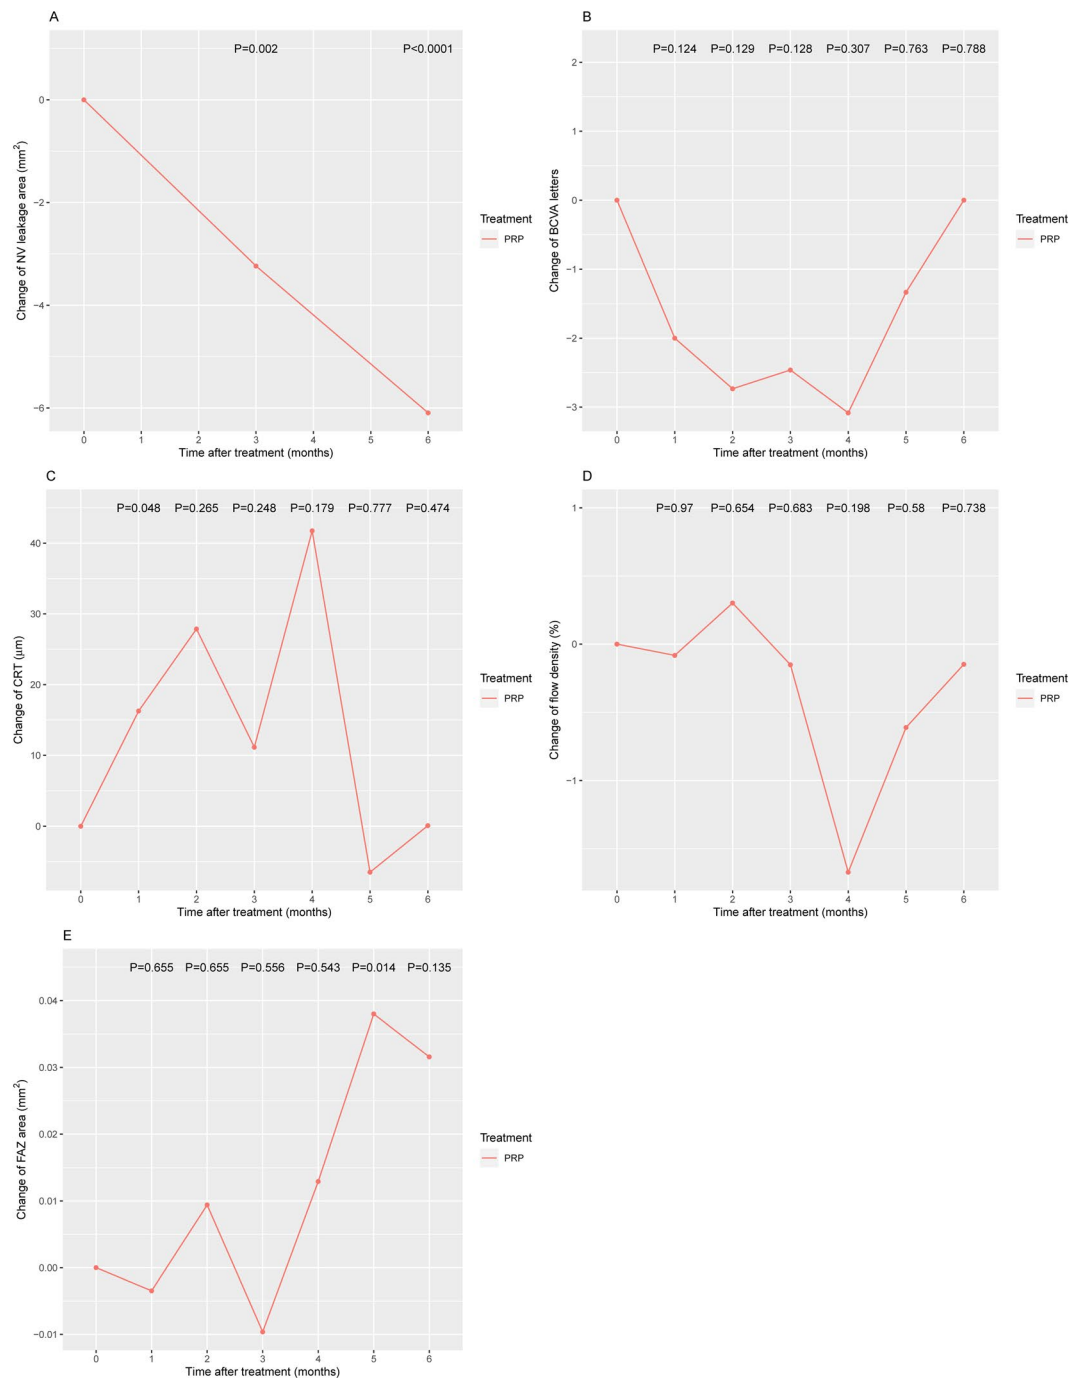 A
P=0.002 P<0.0001
0
−2
−4
−6
Change of NV leakage area (mm²)
0 1 2 3 4 5 6
Time after treatment (months)
Treatment
PRP
B
P=0.124 P=0.129 P=0.128 P=0.307 P=0.763 P=0.788
2
1
0
−1
−2
−3
Change of BCVA letters
0 1 2 3 4 5 6
Time after treatment (months)
Treatment
PRP
C
P=0.048 P=0.265 P=0.248 P=0.179 P=0.777 P=0.474
40
30
20
10
0
Change of CRT (μm)
0 1 2 3 4 5 6
Time after treatment (months)
Treatment
PRP
D
P=0.97 P=0.654 P=0.683 P=0.198 P=0.58 P=0.738
1
0
−1
Change of flow density (%)
0 1 2 3 4 5 6
Time after treatment (months)
Treatment
PRP
E
P=0.655 P=0.655 P=0.556 P=0.543 P=0.014 P=0.135
0.04
0.03
0.02
0.01
0.00
−0.01
Change of FAZ area (mm²)
0 1 2 3 4 5 6
Time after treatment (months)
Treatment
PRP